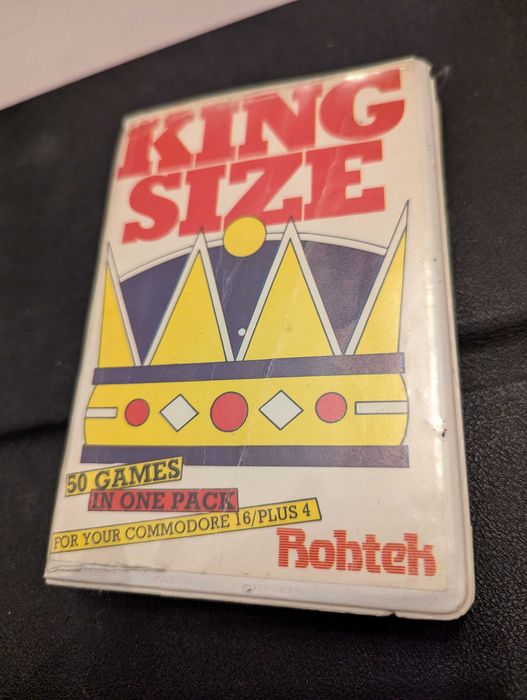 KING
SIZE
50 GAMES
IN ONE PACK
FOR YOUR COMMODORE 16/PLUS 4
Robtek